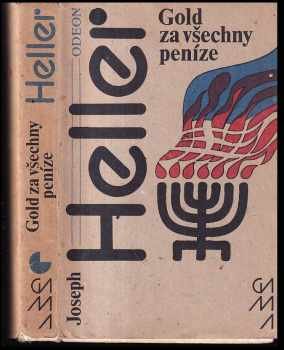 Heller
Gold za všechny
peníze
Joseph
Heller
ODEON
Gold
za všechny
peníze